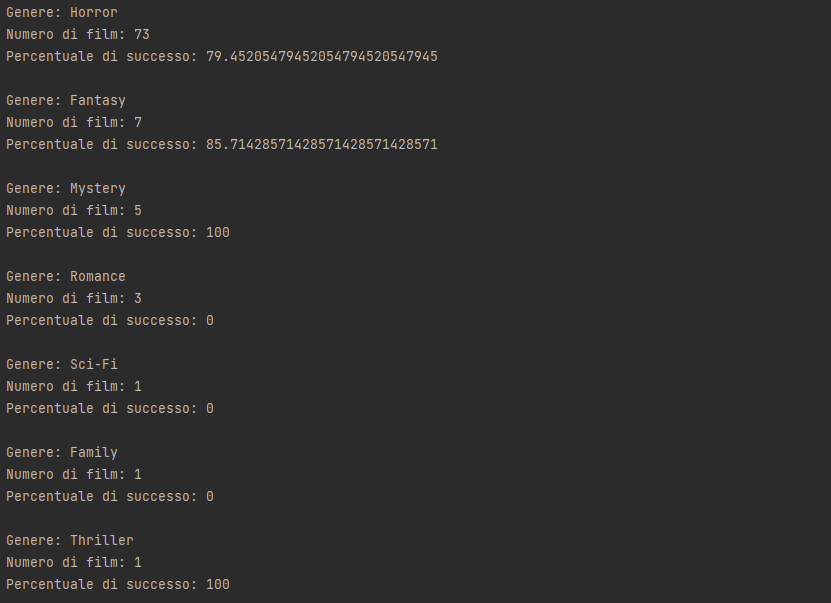 Genere: Horror
Numero di film: 73
Percentuale di successo: 79.45205479452054794520547945
Genere: Fantasy
Numero di film: 7
Percentuale di successo: 85.71428571428571428571428571
Genere: Mystery
Numero di film: 5
Percentuale di successo: 100
Genere: Romance
Numero di film: 3
Percentuale di successo: 0
Genere: Sci-Fi
Numero di film: 1
Percentuale di successo: 0
Genere: Family
Numero di film: 1
Percentuale di successo: 0
Genere: Thriller
Numero di film: 1
Percentuale di successo: 100